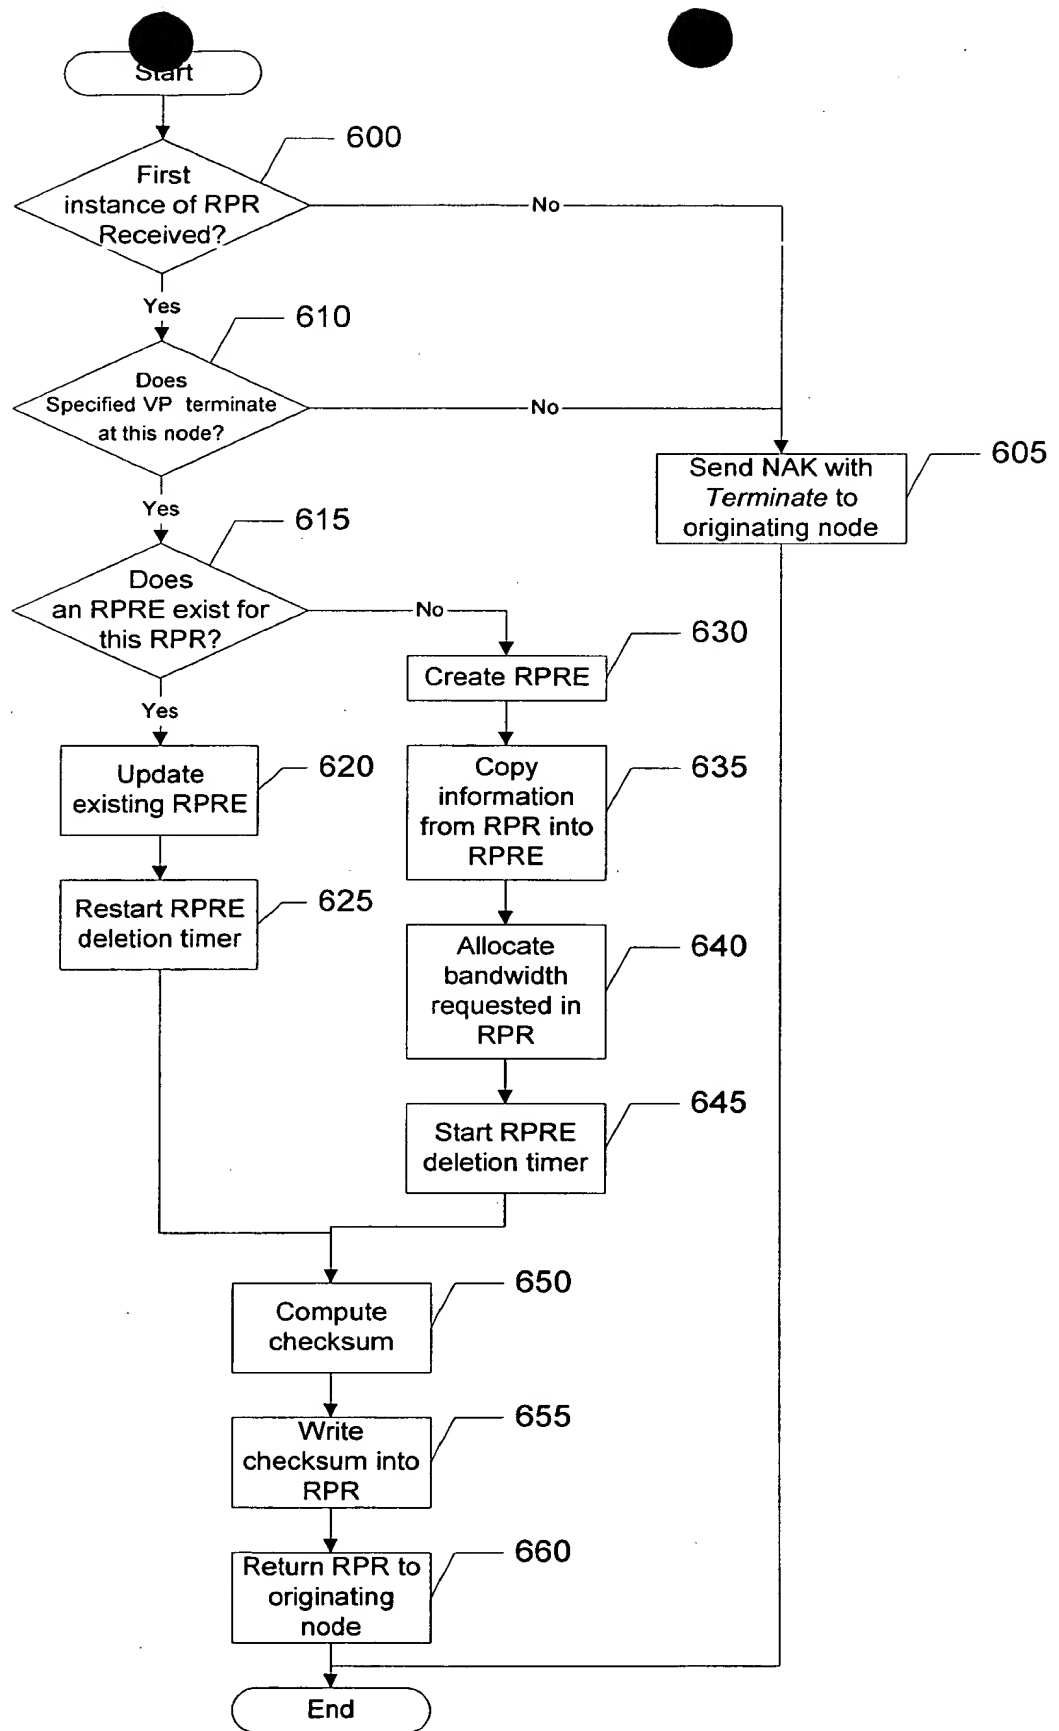 Start
600
First
instance of RPR
Received?
No
Yes
610
Does
Specified VP terminate
at this node?
No
605
Send NAK with
Terminate to
originating node
Yes
615
Does
an RPRE exist for
this RPR?
No
630
Create RPRE
Yes
620
Update
existing RPRE
635
Copy
information
from RPR into
RPRE
625
Restart RPRE
deletion timer
640
Allocate
bandwidth
requested in
RPR
645
Start RPRE
deletion timer
650
Compute
checksum
655
Write
checksum into
RPR
660
Return RPR to
originating
node
End